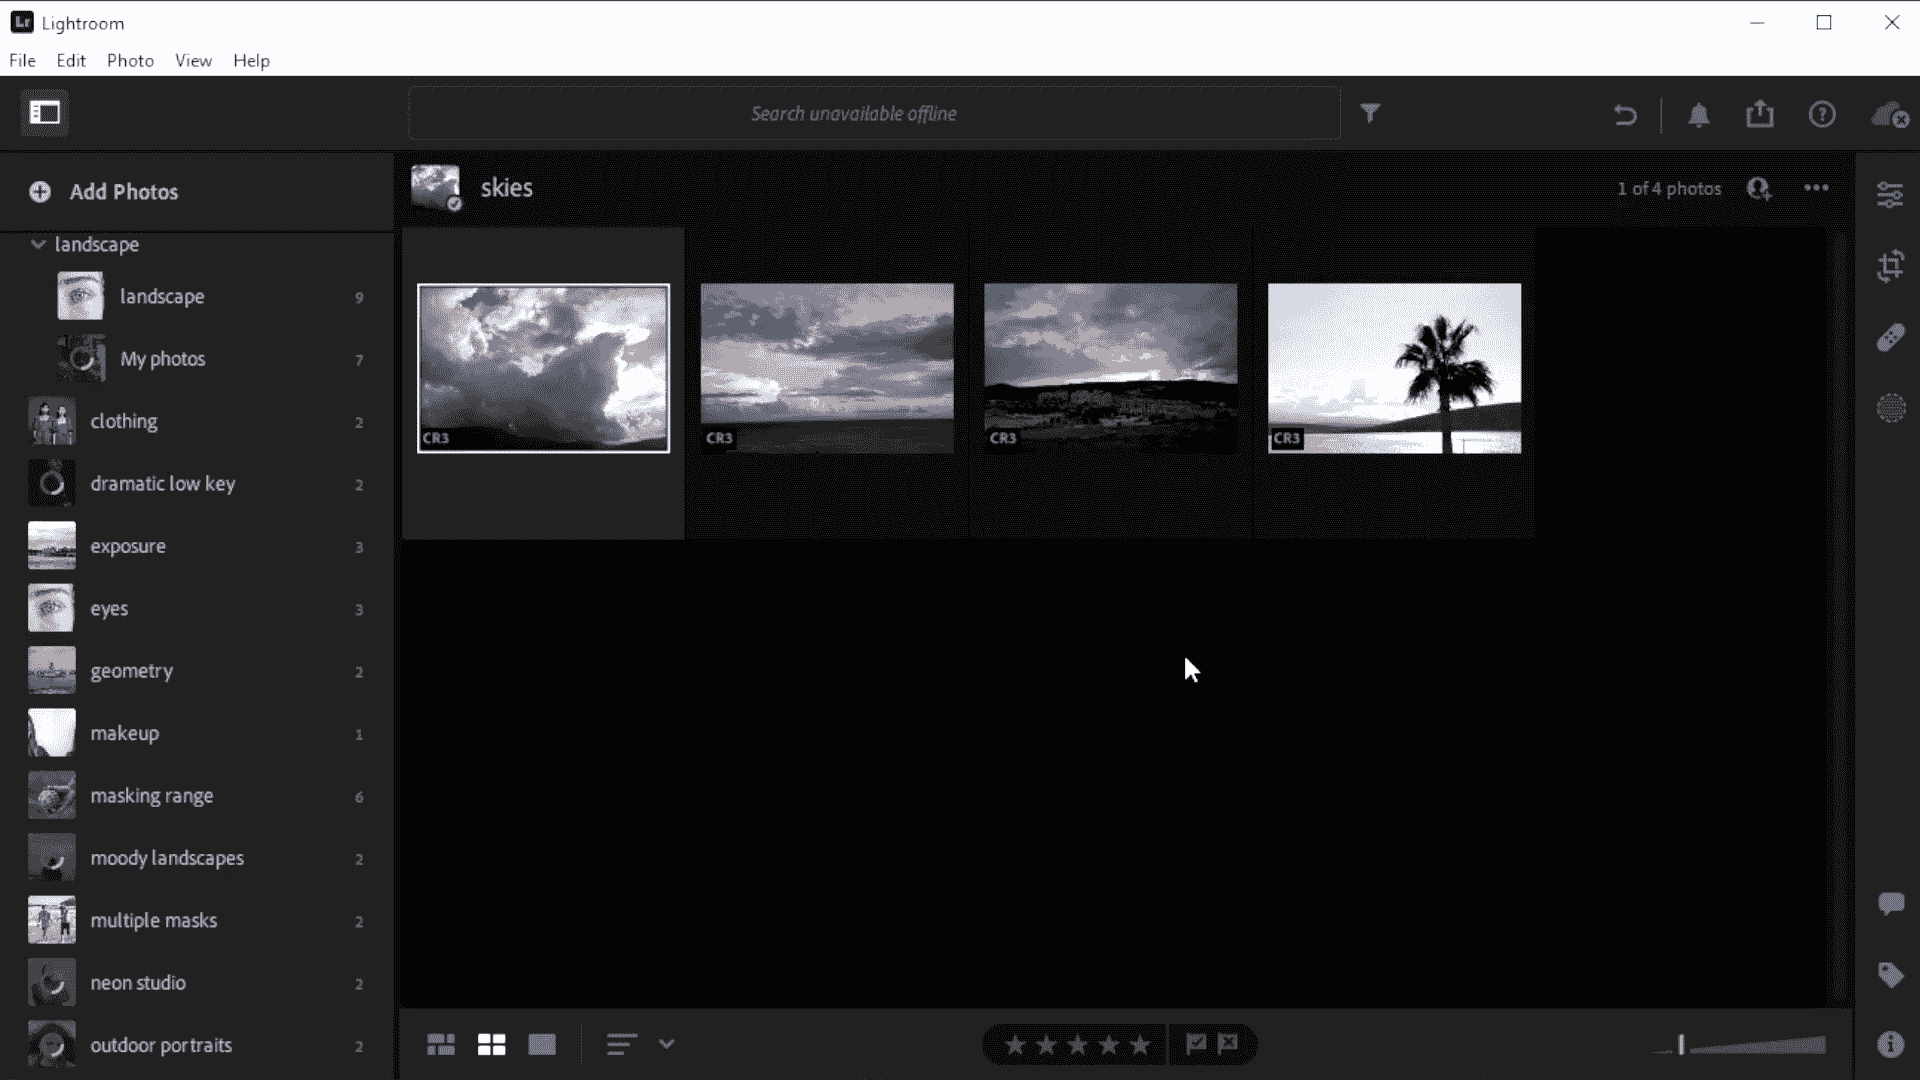 Lr Lightroom
File Edit Photo View Help
Search unavailable offline
Add Photos
skies
1 of 4 photos
landscape
landscape 9
My photos 7
clothing 2
dramatic low key 2
exposure 3
eyes 3
geometry 2
makeup 1
masking range 6
moody landscapes 2
multiple masks 2
neon studio 2
outdoor portraits 2
CR3
CR3
CR3
CR3